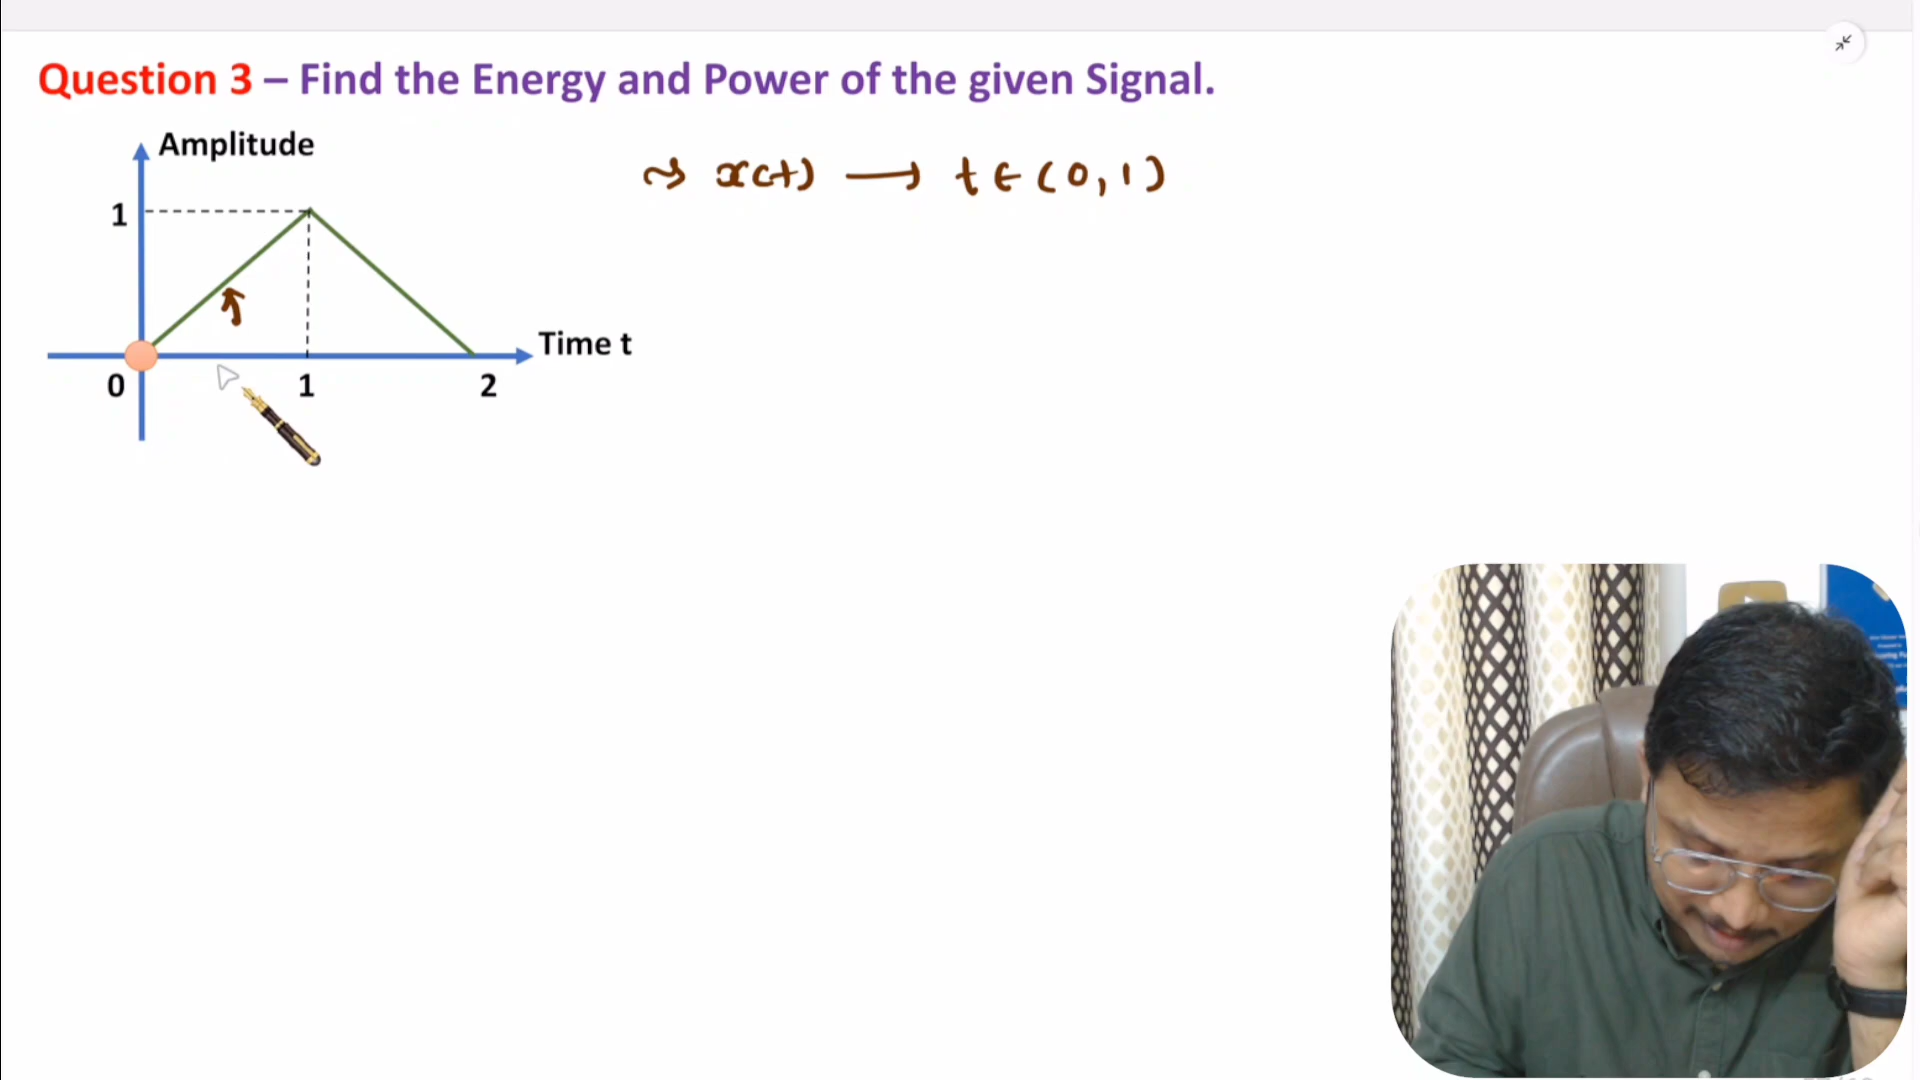 Question 3 – Find the Energy and Power of the given Signal.
Amplitude
x(t) → t ∈ (0, 1)
1
Time t
0 1 2